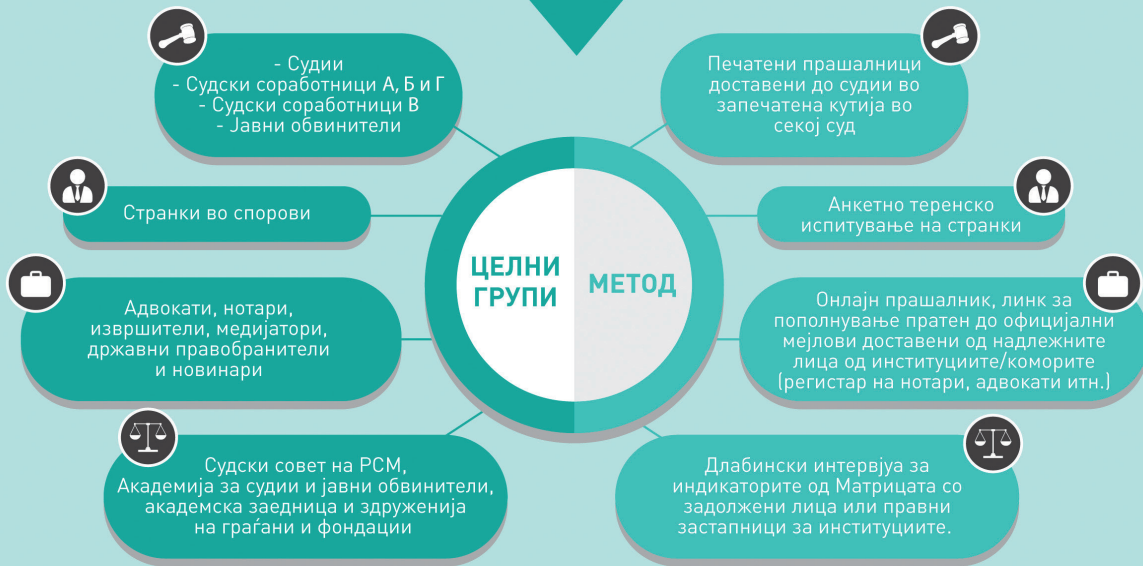 - Судии
- Судски соработници А, Б и Г
- Судски соработници В
- Јавни обвинители
Печатени прашалници
доставени до судии во
запечатена кутија во
секој суд
Странки во спорови
Анкетно теренско
испитување на странки
ЦЕЛНИ
ГРУПИ
МЕТОД
Адвокати, нотари,
извршители, медијатори,
државни правобранители
и новинари
Онлајн прашалник, линк за
пополнување пратен до официјални
мејлови доставени од надлежните
лица од институциите/коморите
(регистар на нотари, адвокати итн.)
Судски совет на РСМ,
Академија за судии и јавни обвинители,
академска заедница и здруженија
на граѓани и фондации
Длабински интервјуа за
индикаторите од Матрицата со
задолжени лица или правни
застапници за институциите.